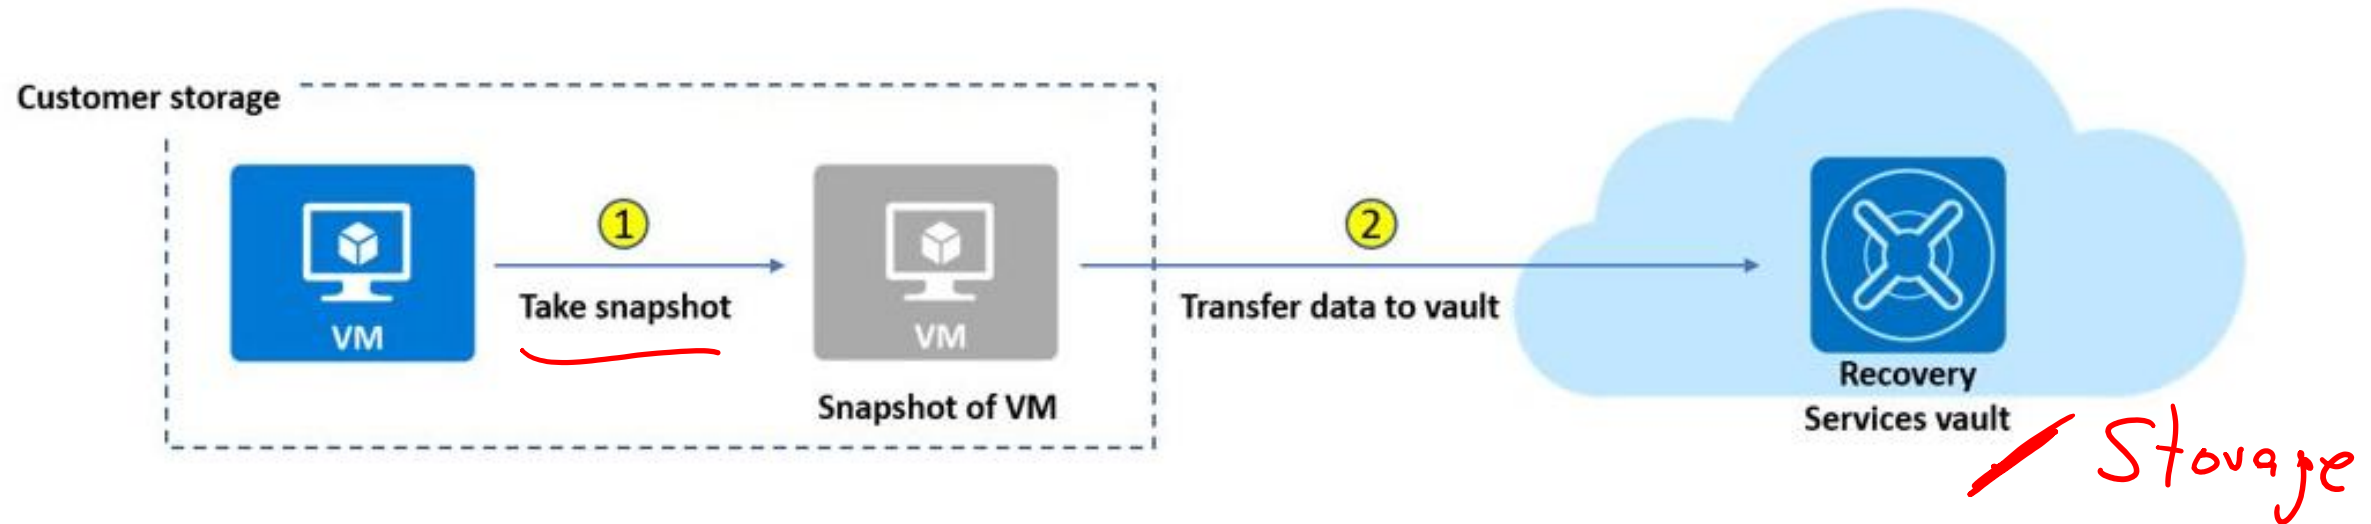 Customer storage
VM
1
Take snapshot
VM
Snapshot of VM
2
Transfer data to vault
Recovery
Services vault
Storage